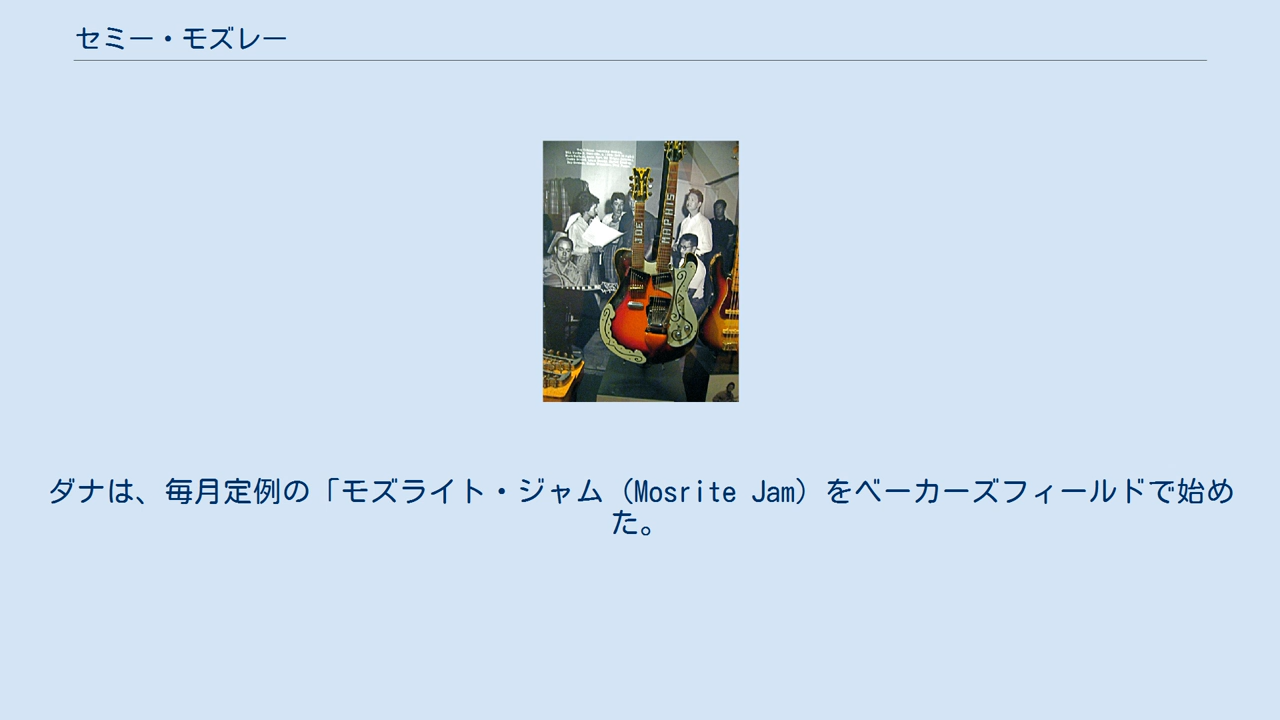 セミー・モズレー
JOE
MAPHIS
ダナは、毎月定例の「モズライト・ジャム（Mosrite Jam）をベーカーズフィールドで始め
た。